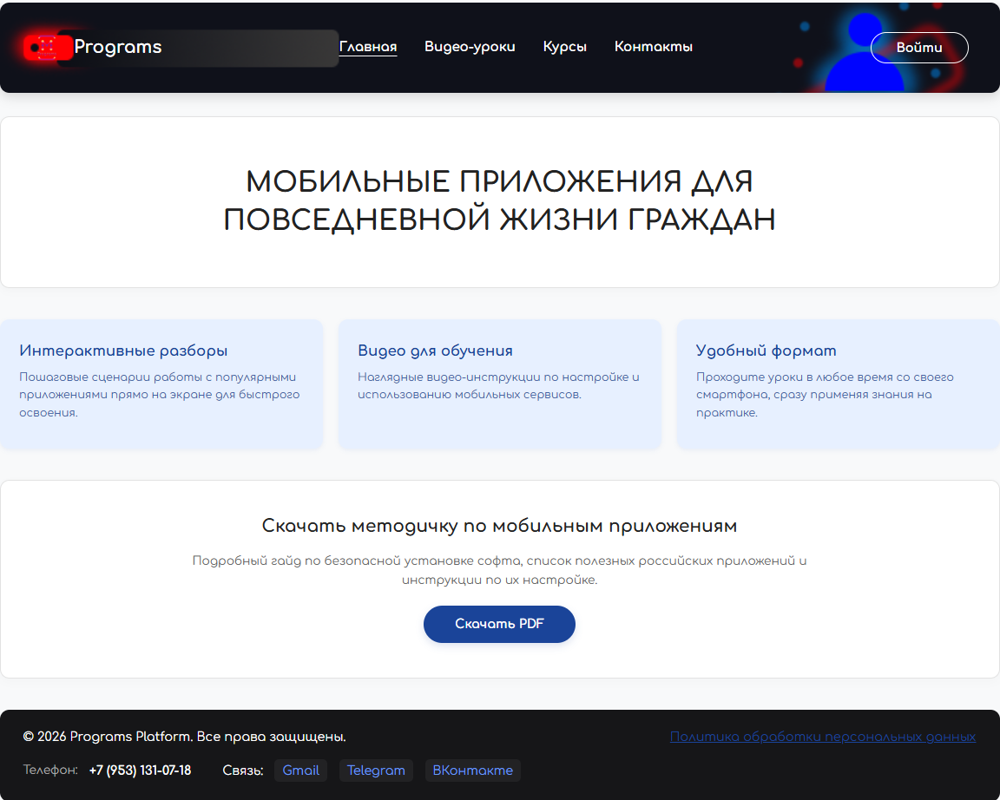 Programs
Главная
Видео-уроки
Курсы
Контакты
Войти
МОБИЛЬНЫЕ ПРИЛОЖЕНИЯ ДЛЯ
ПОВСЕДНЕВНОЙ ЖИЗНИ ГРАЖДАН
Интерактивные разборы
Пошаговые сценарии работы с популярными
приложениями прямо на экране для быстрого
освоения.
Видео для обучения
Наглядные видео-инструкции по настройке и
использованию мобильных сервисов.
Удобный формат
Проходите уроки в любое время со своего
смартфона, сразу применяя знания на
практике.
Скачать методичку по мобильным приложениям
Подробный гайд по безопасной установке софта, список полезных российских приложений и
инструкции по их настройке.
Скачать PDF
© 2026 Programs Platform. Все права защищены.
Политика обработки персональных данных
Телефон: +7 (953) 131-07-18 Связь: Gmail Telegram ВКонтакте